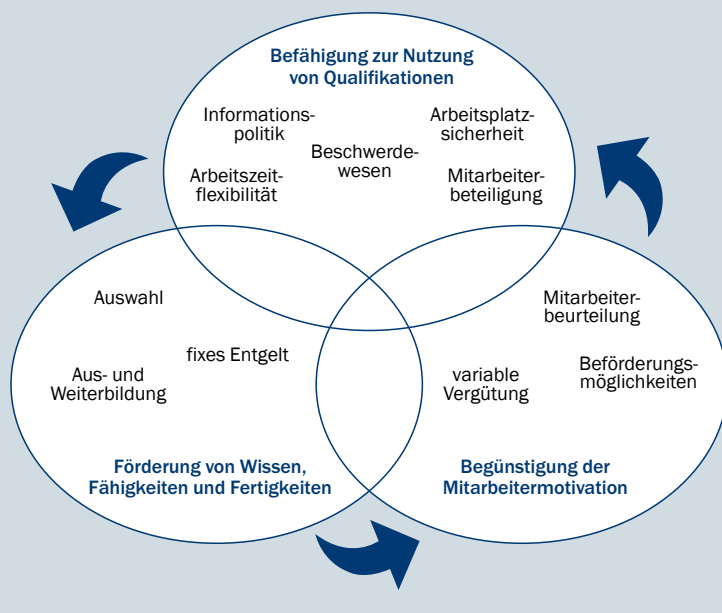 Befähigung zur Nutzung
von Qualifikationen
Informations-
politik
Arbeitsplatz-
sicherheit
Beschwerde-
wesen
Arbeitszeit-
flexibilität
Mitarbeiter-
beteiligung
Auswahl
fixes Entgelt
Aus- und
Weiterbildung
Förderung von Wissen,
Fähigkeiten und Fertigkeiten
Mitarbeiter-
beurteilung
Beförderungs-
möglichkeiten
variable
Vergütung
Begünstigung der
Mitarbeitermotivation